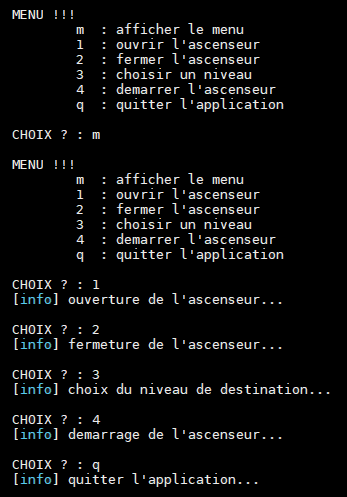 MENU !!!
m : afficher le menu
1 : ouvrir l'ascenseur
2 : fermer l'ascenseur
3 : choisir un niveau
4 : demarrer l'ascenseur
q : quitter l'application
CHOIX ? : m
MENU !!!
m : afficher le menu
1 : ouvrir l'ascenseur
2 : fermer l'ascenseur
3 : choisir un niveau
4 : demarrer l'ascenseur
q : quitter l'application
CHOIX ? : 1
[info] ouverture de l'ascenseur...
CHOIX ? : 2
[info] fermeture de l'ascenseur...
CHOIX ? : 3
[info] choix du niveau de destination...
CHOIX ? : 4
[info] demarrage de l'ascenseur...
CHOIX ? : q
[info] quitter l'application...